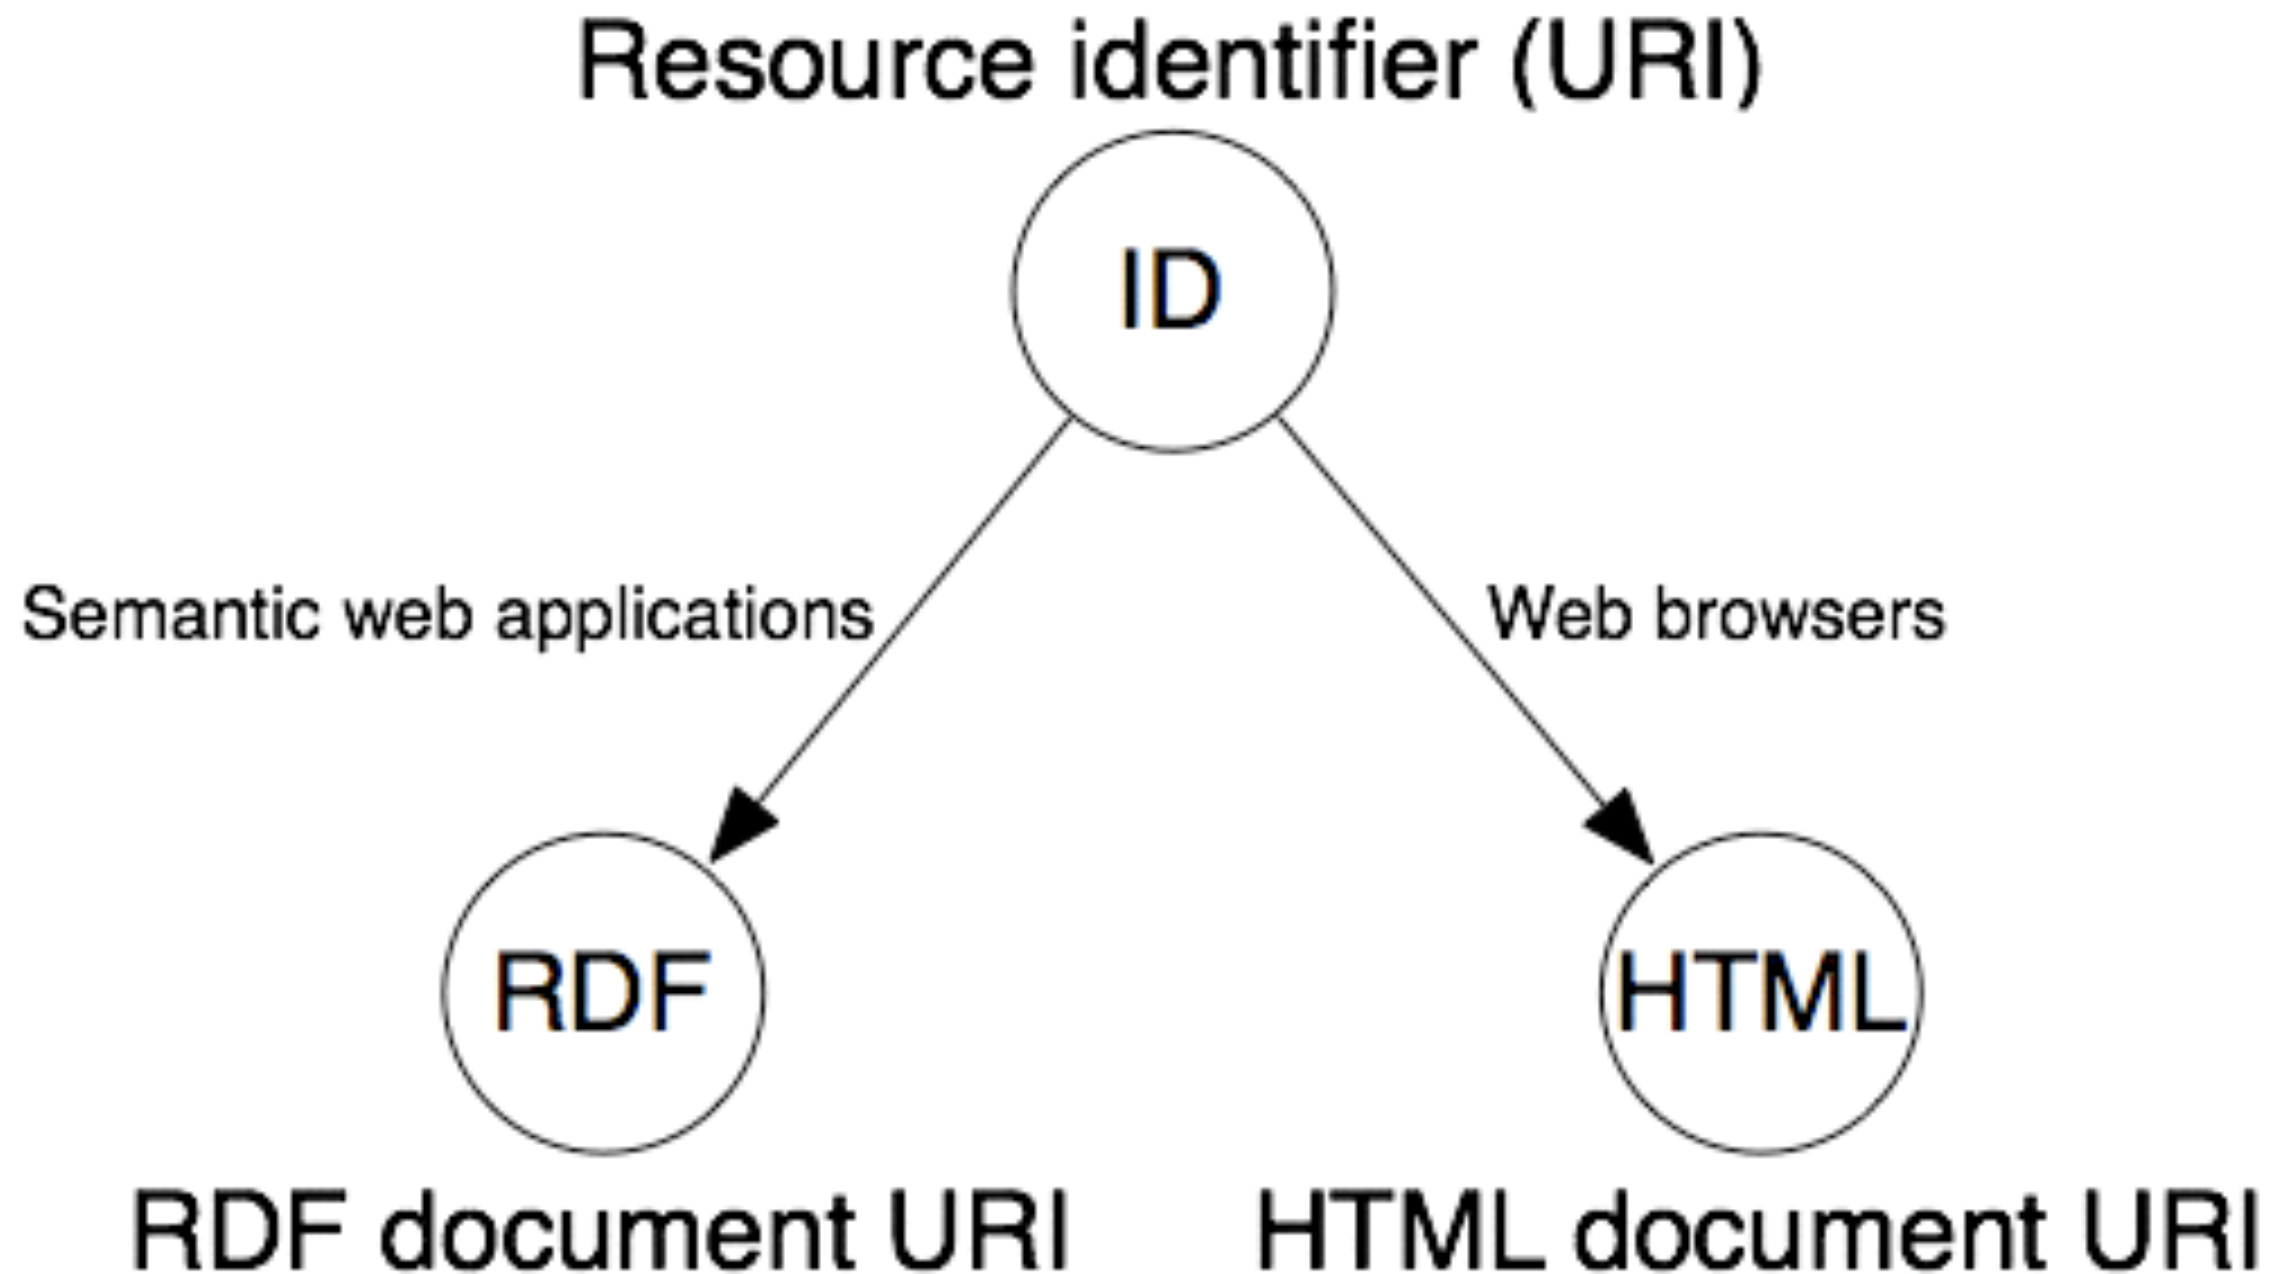 Resource identifier (URI)
ID
Semantic web applications
Web browsers
RDF
HTML
RDF document URI
HTML document URI